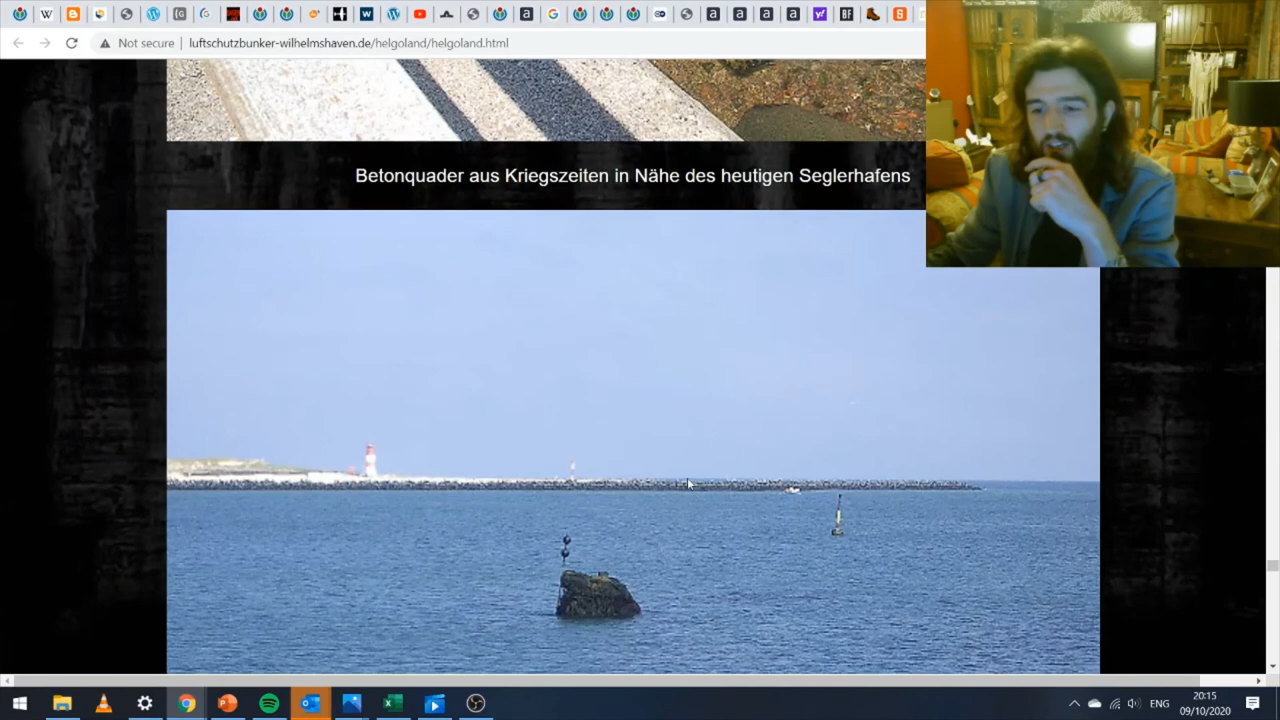 Not secure
luftschutzbunker-wilhelmshaven.de/helgoland/helgoland.html
Betonquader aus Kriegszeiten in Nähe des heutigen Seglerhafens
ENG
20:15
09/10/2020